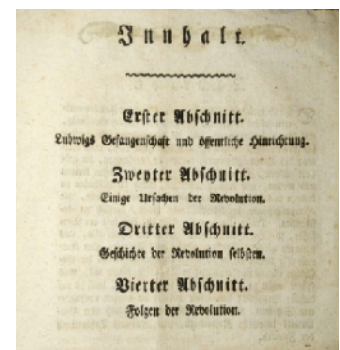 Innhalt.
Erster Abschnitt.
Ludwigs Gefangenschaft und öffentliche Hinrichtung.
Zweyter Abschnitt.
Einige Ursachen der Revolution.
Dritter Abschnitt.
Geschichte der Revolution selbsten.
Vierter Abschnitt.
Folgen der Revolution.